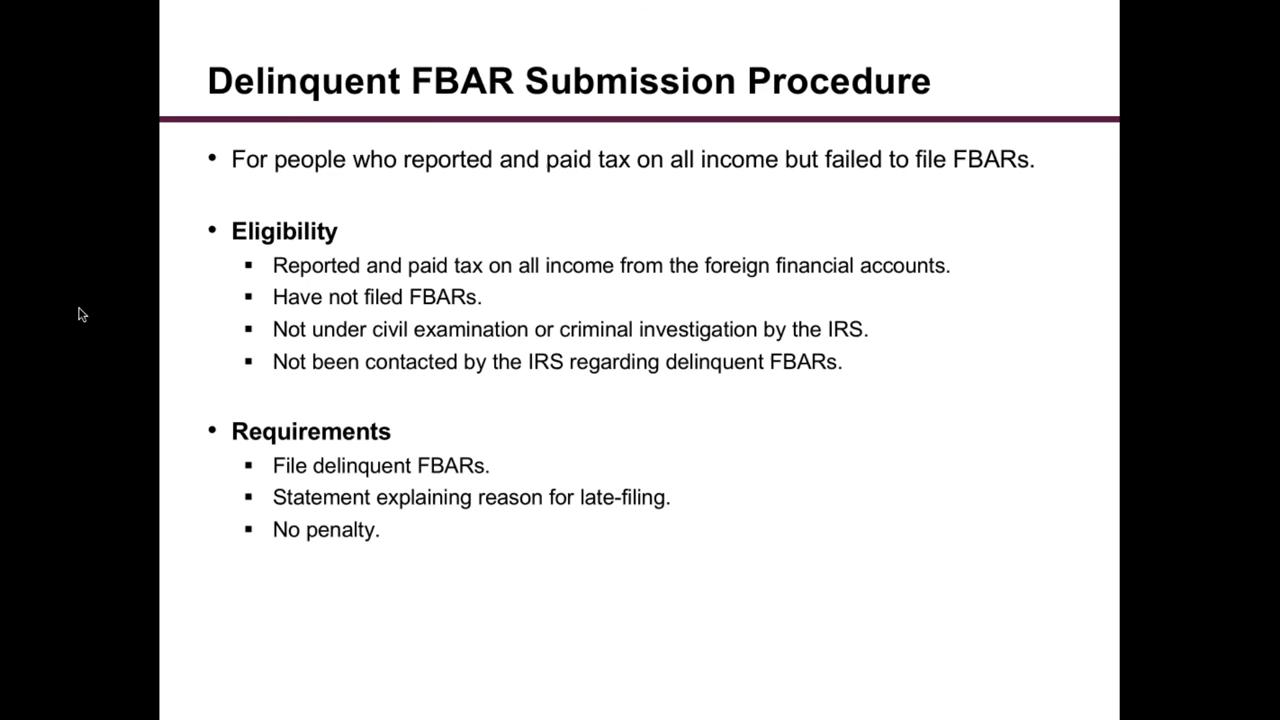 Delinquent FBAR Submission Procedure
• For people who reported and paid tax on all income but failed to file FBARs.
• Eligibility
▪ Reported and paid tax on all income from the foreign financial accounts.
▪ Have not filed FBARs.
▪ Not under civil examination or criminal investigation by the IRS.
▪ Not been contacted by the IRS regarding delinquent FBARs.
• Requirements
▪ File delinquent FBARs.
▪ Statement explaining reason for late-filing.
▪ No penalty.